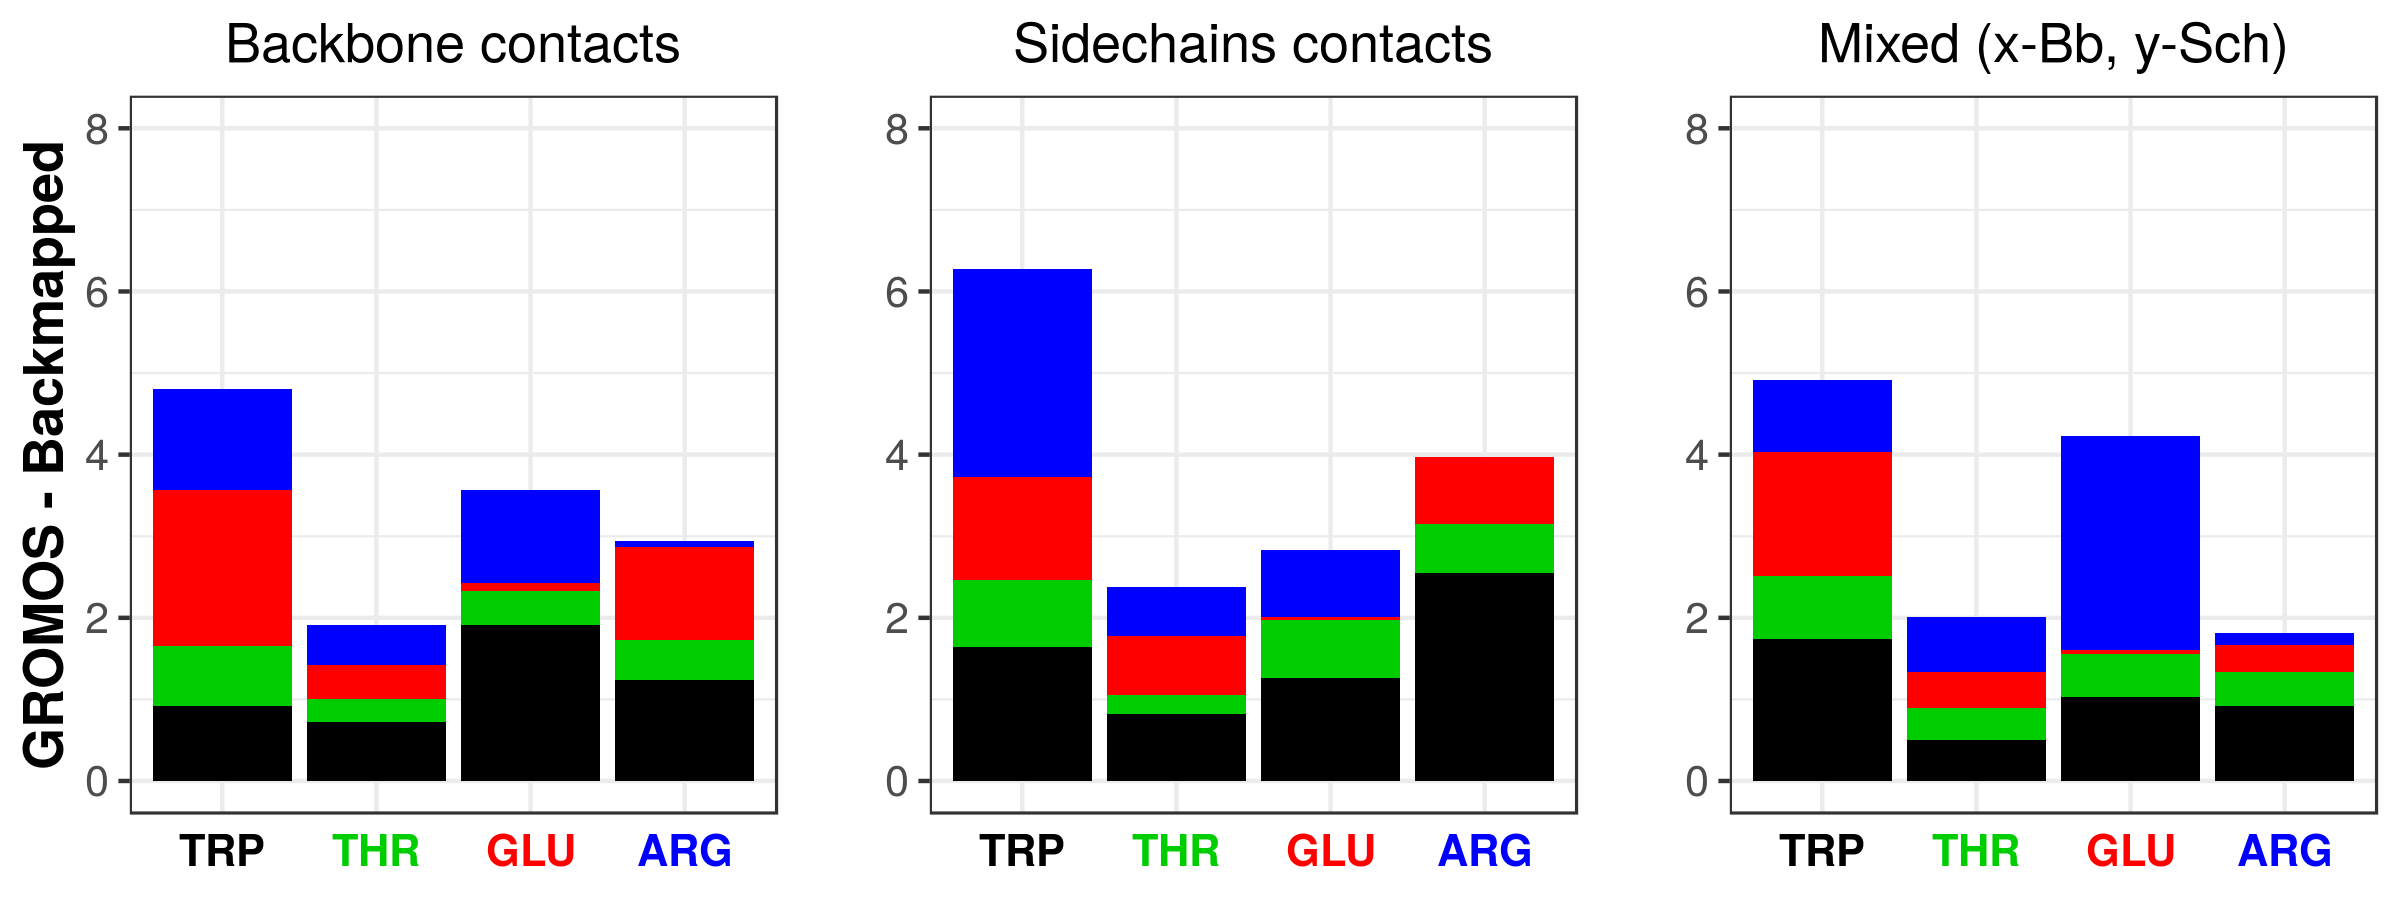 Backbone contacts
Sidechains contacts
Mixed (x-Bb, y-Sch)
GROMOS - Backmapped
8
6
4
2
0
8
6
4
2
0
8
6
4
2
0
TRP THR GLU ARG
TRP THR GLU ARG
TRP THR GLU ARG